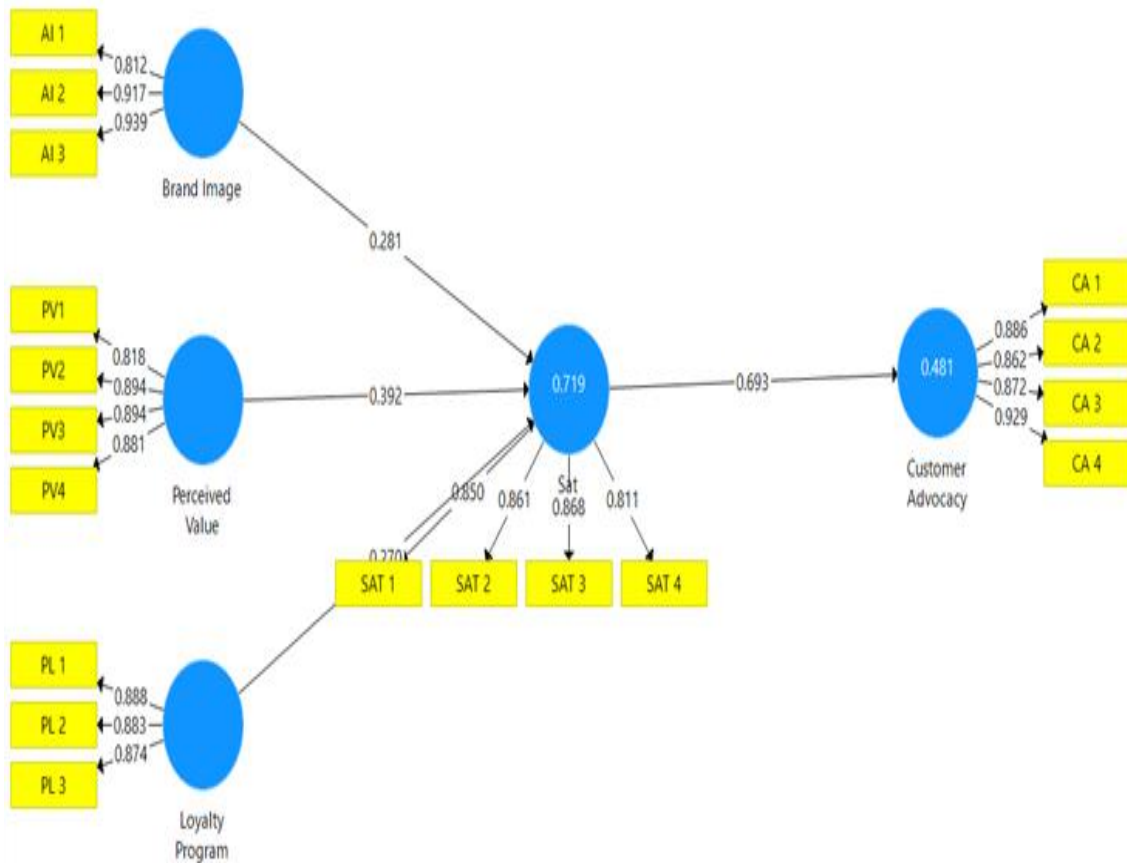 AI 1
0.812
AI 2
0.917
AI 3
0.939
Brand Image
0.281
PV1
0.818
PV2
0.894
PV3
0.894
PV4
0.881
Perceived
Value
0.392
0.719
Sat
0.693
0.481
Customer
Advocacy
CA 1
0.886
CA 2
0.862
CA 3
0.872
CA 4
0.929
0.850
0.861
0.868
0.811
0.270
SAT 1
SAT 2
SAT 3
SAT 4
PL 1
0.888
PL 2
0.883
PL 3
0.874
Loyalty
Program